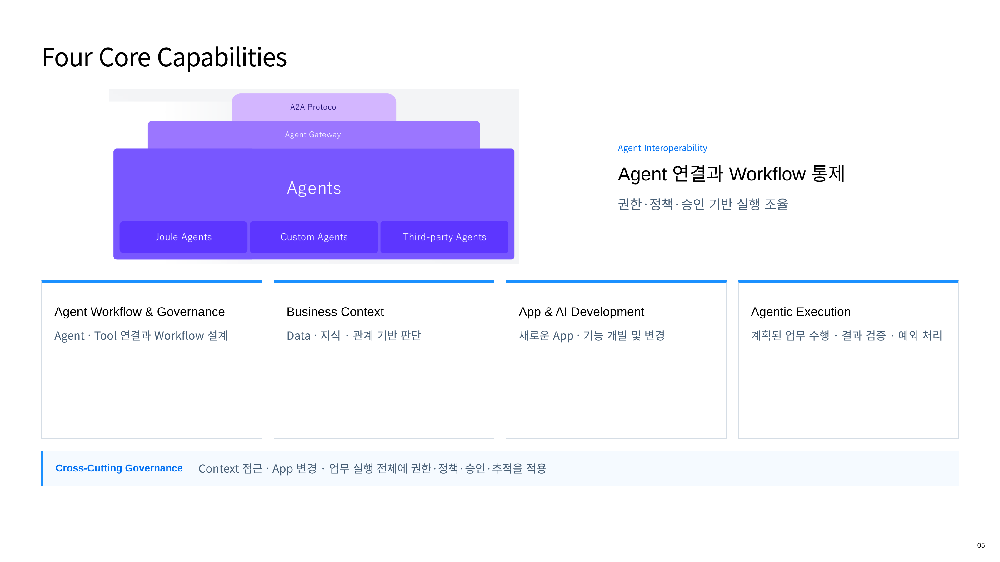 Four Core Capabilities
A2A Protocol
Agent Gateway
Agents
Joule Agents
Custom Agents
Third-party Agents
Agent Interoperability
Agent 연결과 Workflow 통제
권한·정책·승인 기반 실행 조율
Agent Workflow & Governance
Agent · Tool 연결과 Workflow 설계
Business Context
Data · 지식 · 관계 기반 판단
App & AI Development
새로운 App · 기능 개발 및 변경
Agentic Execution
계획된 업무 수행 · 결과 검증 · 예외 처리
Cross-Cutting Governance Context 접근 · App 변경 · 업무 실행 전체에 권한·정책·승인·추적을 적용
05